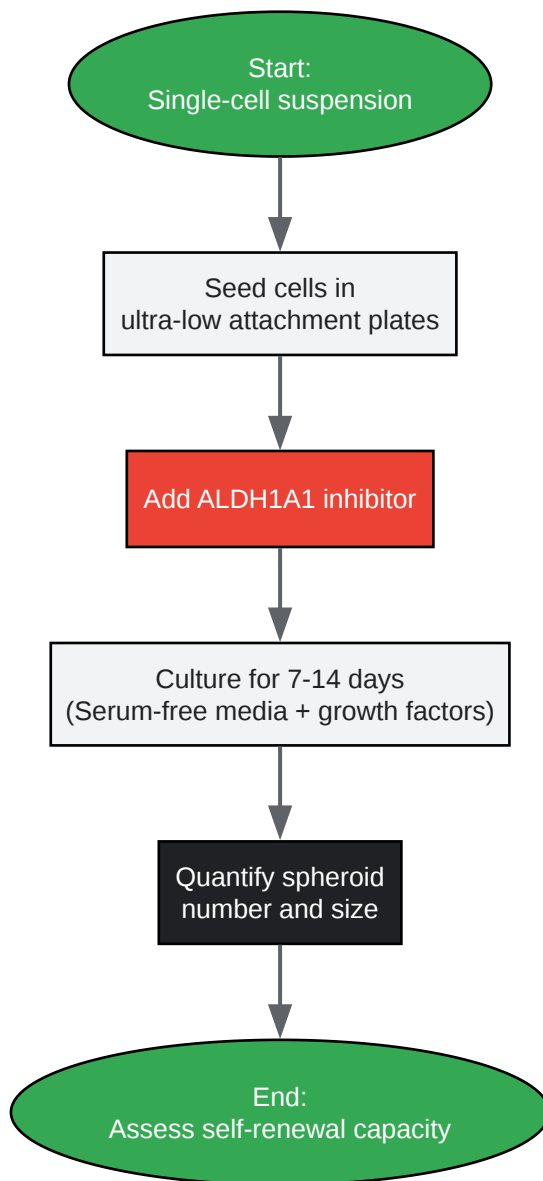 Start:
Single-cell suspension
Seed cells in
ultra-low attachment plates
Add ALDH1A1 inhibitor
Culture for 7-14 days
(Serum-free media + growth factors)
Quantify spheroid
number and size
End:
Assess self-renewal capacity